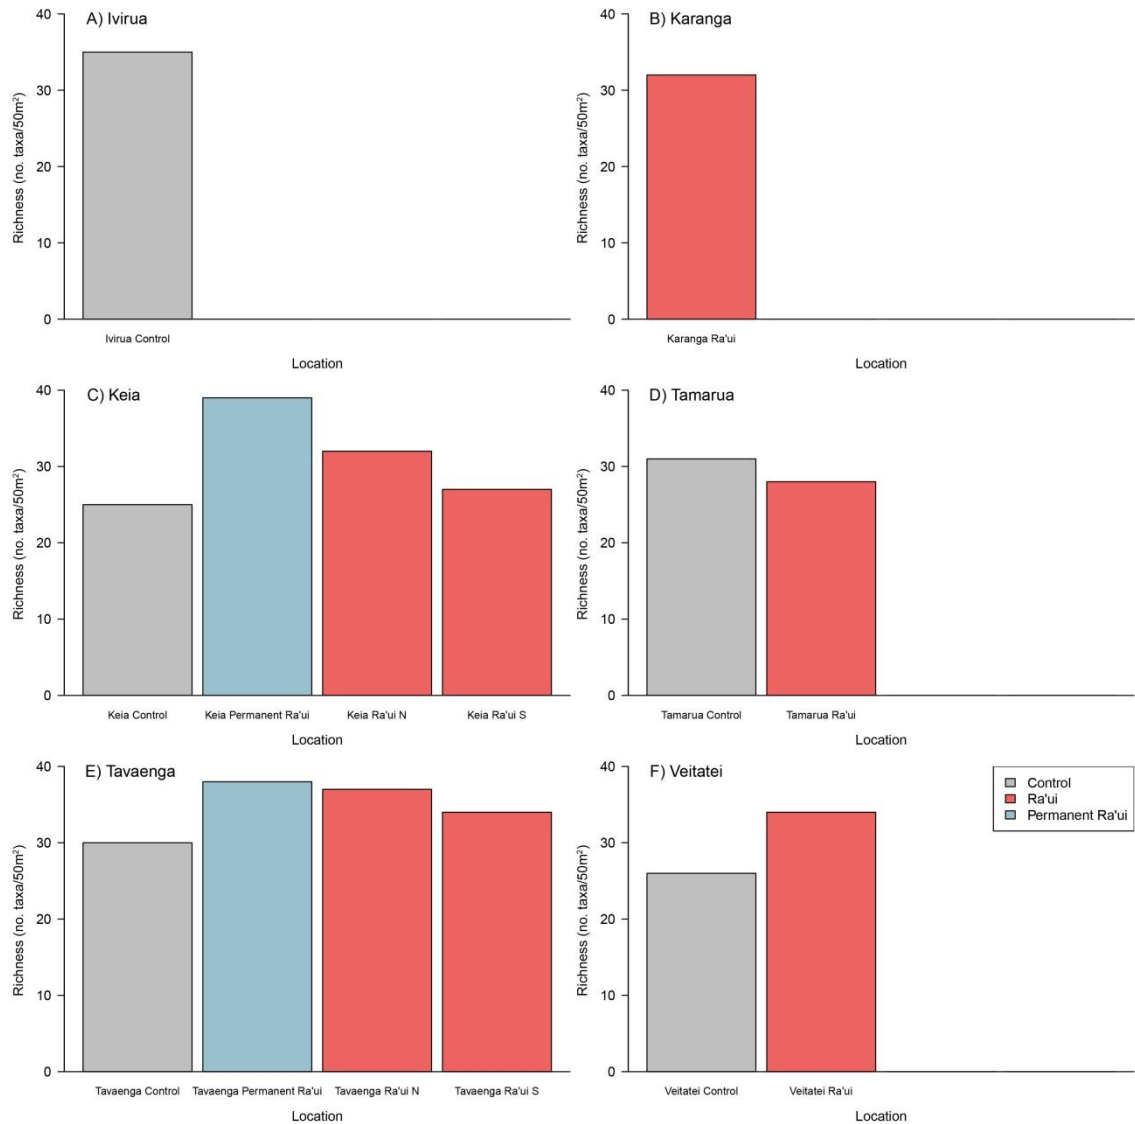 A) Ivirua
Richness (no. taxa/50m²)
40
30
20
10
0
Ivirua Control
Location
B) Karanga
Richness (no. taxa/50m²)
40
30
20
10
0
Karanga Ra'ui
Location
C) Keia
Richness (no. taxa/50m²)
40
30
20
10
0
Keia Control
Keia Permanent Ra'ui
Keia Ra'ui N
Keia Ra'ui S
Location
D) Tamarua
Richness (no. taxa/50m²)
40
30
20
10
0
Tamarua Control
Tamarua Ra'ui
Location
E) Tavaenga
Richness (no. taxa/50m²)
40
30
20
10
0
Tavaenga Control
Tavaenga Permanent Ra'ui
Tavaenga Ra'ui N
Tavaenga Ra'ui S
Location
F) Veitatei
Richness (no. taxa/50m²)
40
30
20
10
0
Veitatei Control
Veitatei Ra'ui
Location
Control
Ra'ui
Permanent Ra'ui